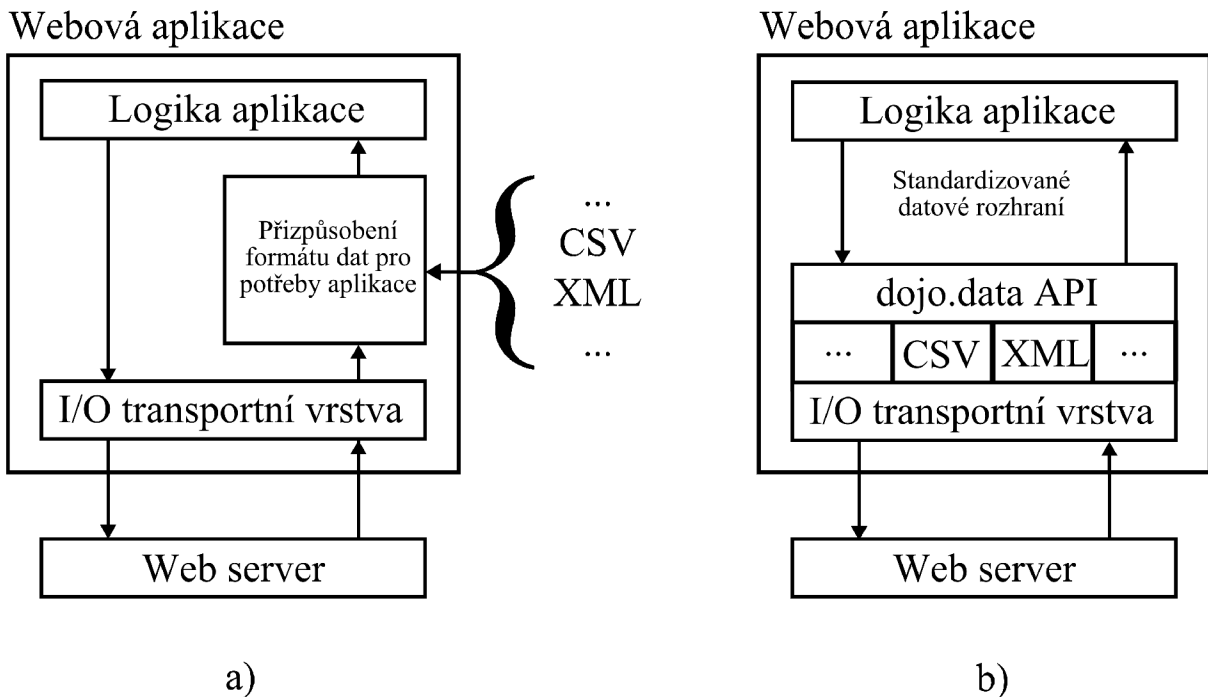 Webová aplikace
Logika aplikace
Přizpůsobení
formátu dat pro
potřeby aplikace
...
CSV
XML
...
I/O transportní vrstva
Web server
a)
Webová aplikace
Logika aplikace
Standardizované
datové rozhraní
dojo.data API
... CSV XML ...
I/O transportní vrstva
Web server
b)